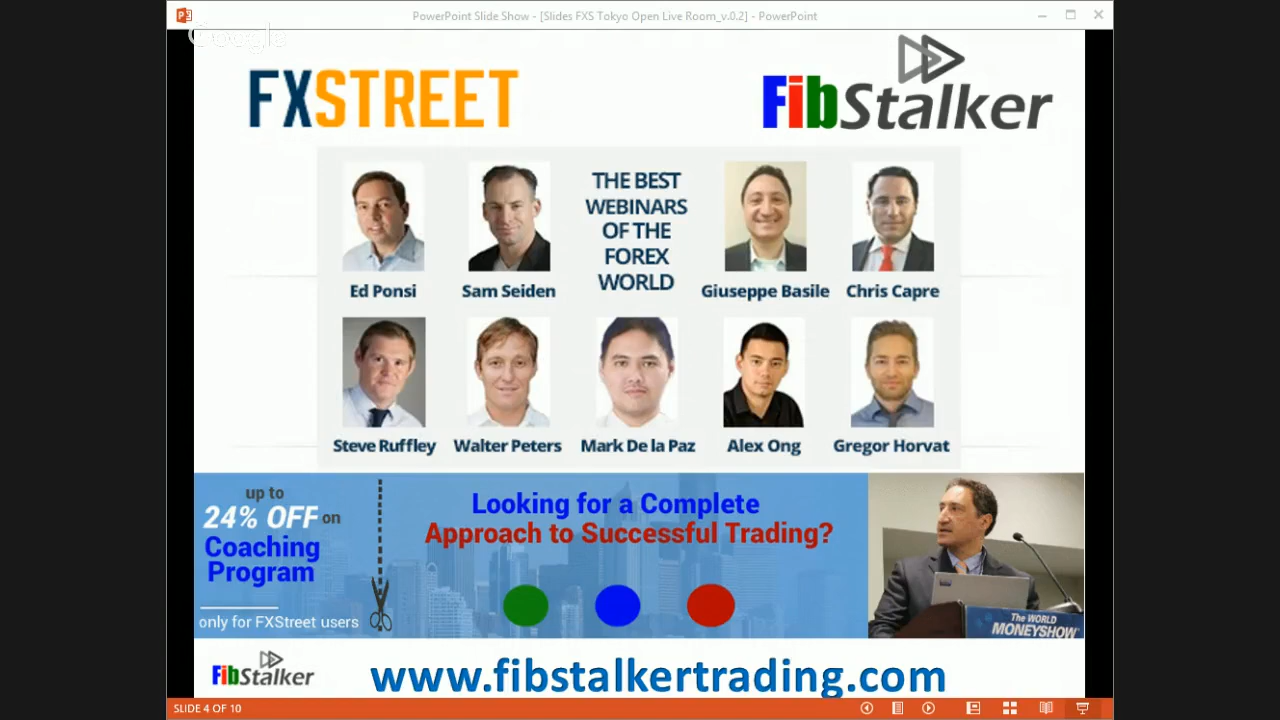 PowerPoint Slide Show - [Slides FXS Tokyo Open Live Room_v.0.2] - PowerPoint
Google
FXSTREET
FibStalker
THE BEST
WEBINARS
OF THE
FOREX
WORLD
Ed Ponsi
Sam Seiden
Giuseppe Basile
Chris Capre
Steve Ruffley
Walter Peters
Mark De la Paz
Alex Ong
Gregor Horvat
up to
24% OFF on
Coaching
Program
only for FXStreet users
Looking for a Complete
Approach to Successful Trading?
The WORLD
MONEYSHOW
FibStalker
www.fibstalkertrading.com
SLIDE 4 OF 10